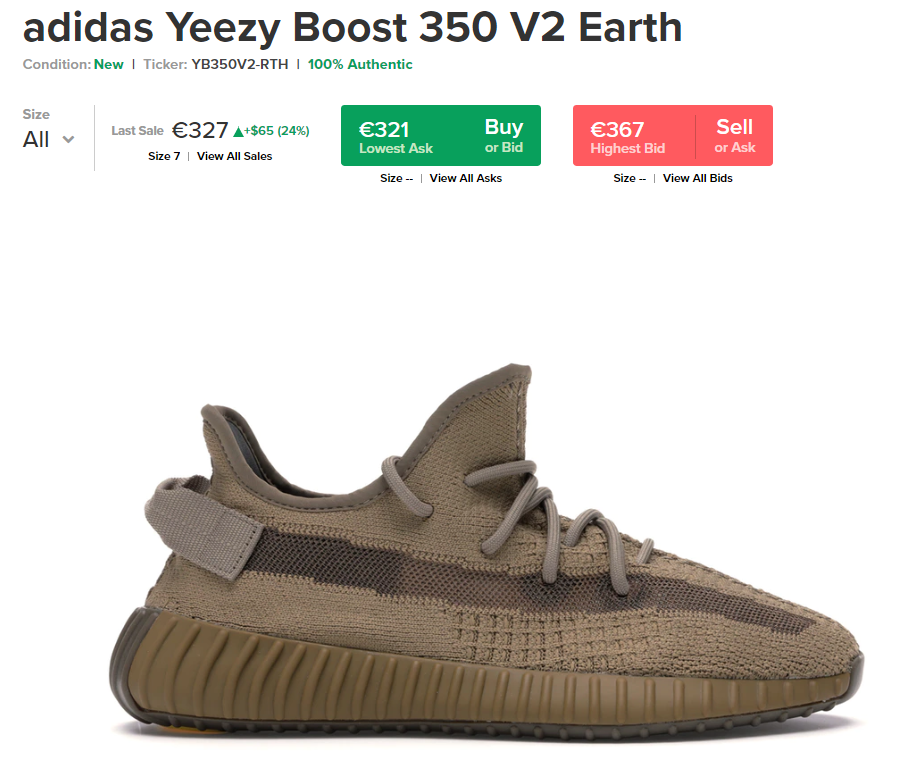 adidas Yeezy Boost 350 V2 Earth
Condition: New | Ticker: YB350V2-RTH | 100% Authentic
Size
All
Last Sale €327 ▲+$65 (24%)
Size 7 | View All Sales
€321 Buy
Lowest Ask or Bid
Size -- | View All Asks
€367 Sell
Highest Bid or Ask
Size -- | View All Bids